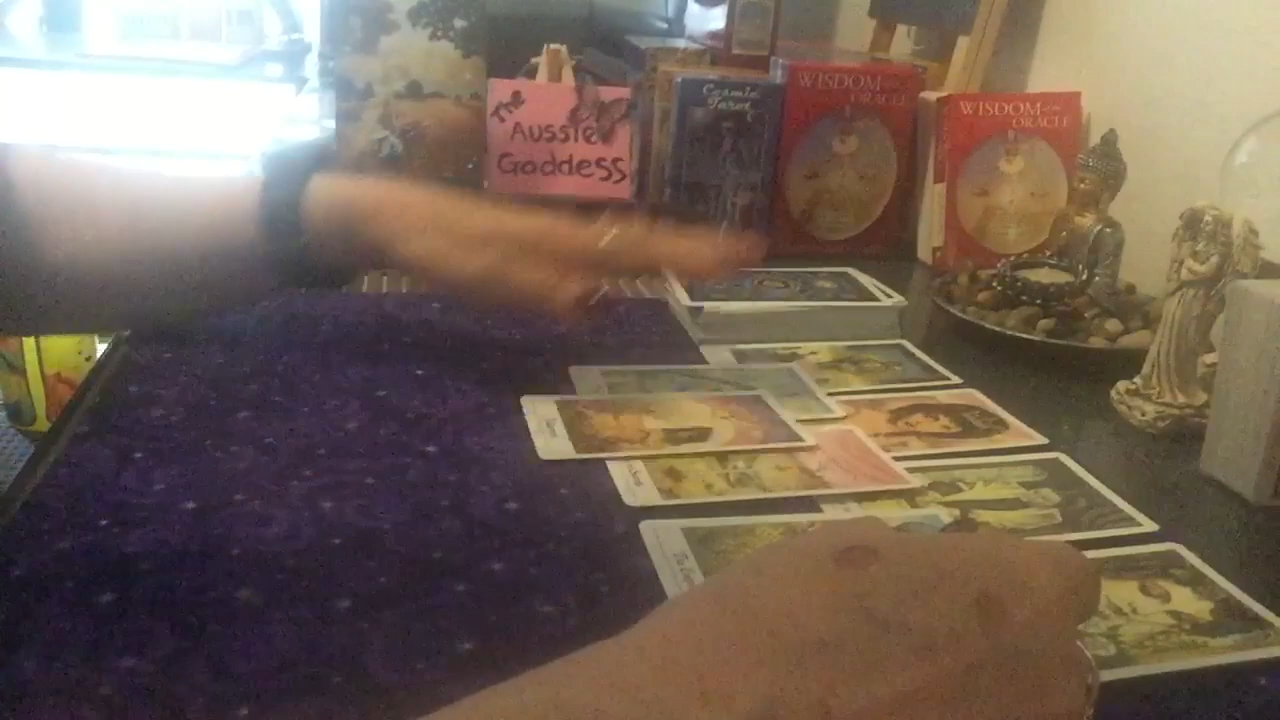 The
Aussie
Goddess
Cosmic
Tarot
WISDOM OF THE
ORACLE
WISDOM OF THE
ORACLE